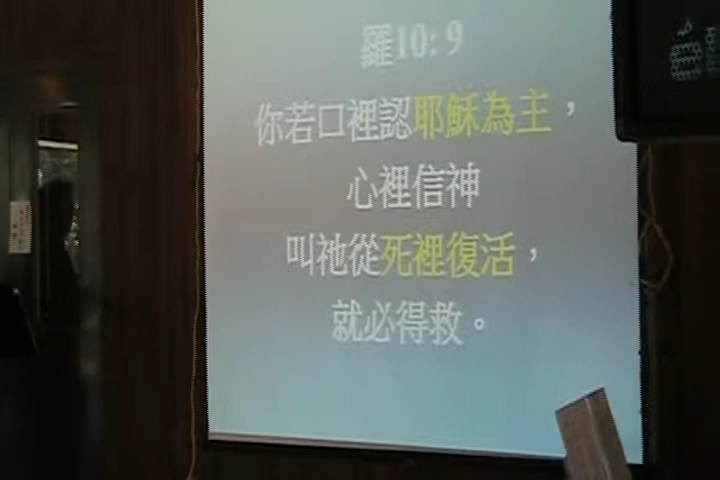 羅10: 9
你若口裡認耶穌為主，
心裡信神
叫祂從死裡復活，
就必得救。